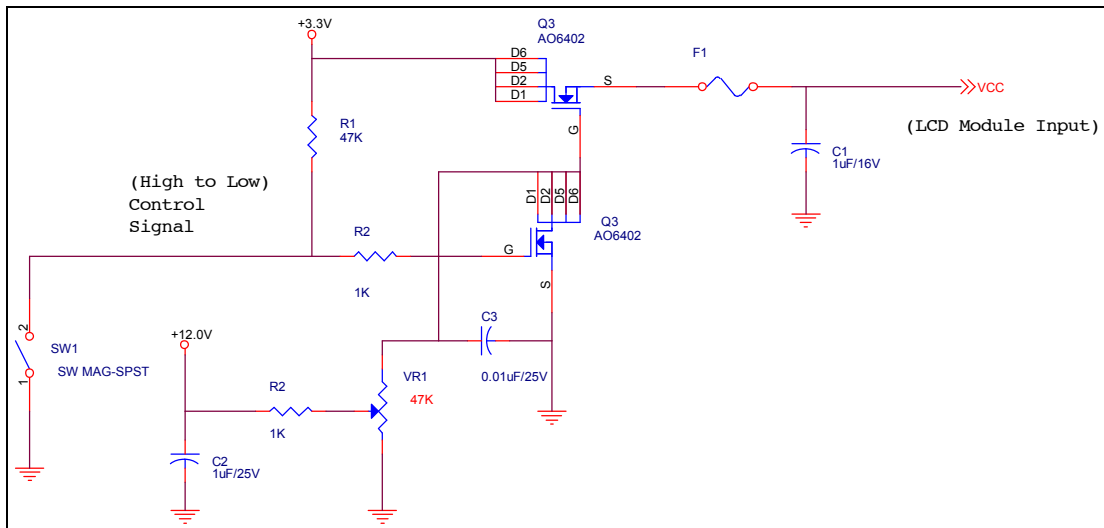 +3.3V
Q3
AO6402
D6
D5
D2
D1
S
G
F1
VCC
(LCD Module Input)
C1
1uF/16V
R1
47K
(High to Low)
Control
Signal
D1
D2
D5
D6
Q3
AO6402
G
S
R2
1K
2
1
SW1
SW MAG-SPST
+12.0V
R2
1K
VR1
47K
C3
0.01uF/25V
C2
1uF/25V